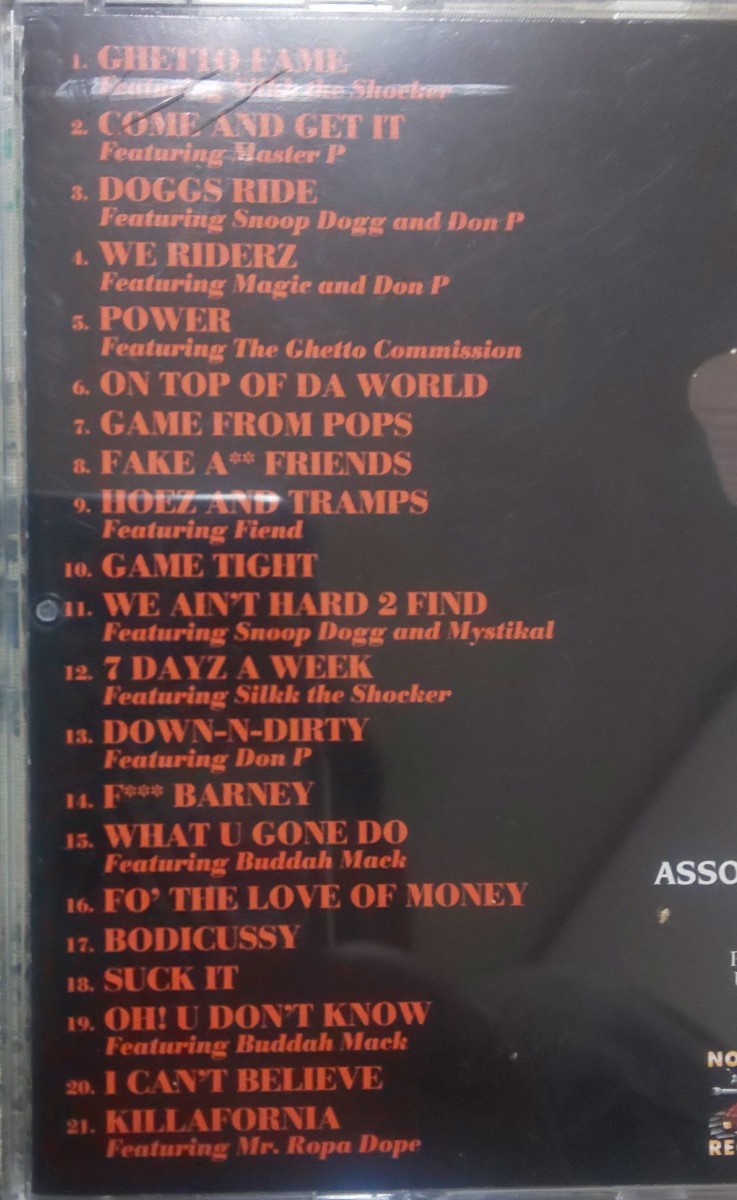 1. GHETTO FAME
Featuring Silkk the Shocker
2. COME AND GET IT
Featuring Master P
3. DOGGS RIDE
Featuring Snoop Dogg and Don P
4. WE RIDERZ
Featuring Magic and Don P
5. POWER
Featuring The Ghetto Commission
6. ON TOP OF DA WORLD
7. GAME FROM POPS
8. FAKE A** FRIENDS
9. HOEZ AND TRAMPS
Featuring Fiend
10. GAME TIGHT
11. WE AIN'T HARD 2 FIND
Featuring Snoop Dogg and Mystikal
12. 7 DAYZ A WEEK
Featuring Silkk the Shocker
13. DOWN-N-DIRTY
Featuring Don P
14. F*** BARNEY
15. WHAT U GONE DO
Featuring Buddah Mack
ASSO
16. FO' THE LOVE OF MONEY
17. BODICUSSY
18. SUCK IT
19. OH! U DON'T KNOW
Featuring Buddah Mack
NO
20. I CAN'T BELIEVE
21. KILLAFORNIA
Featuring Mr. Ropa Dope
RE